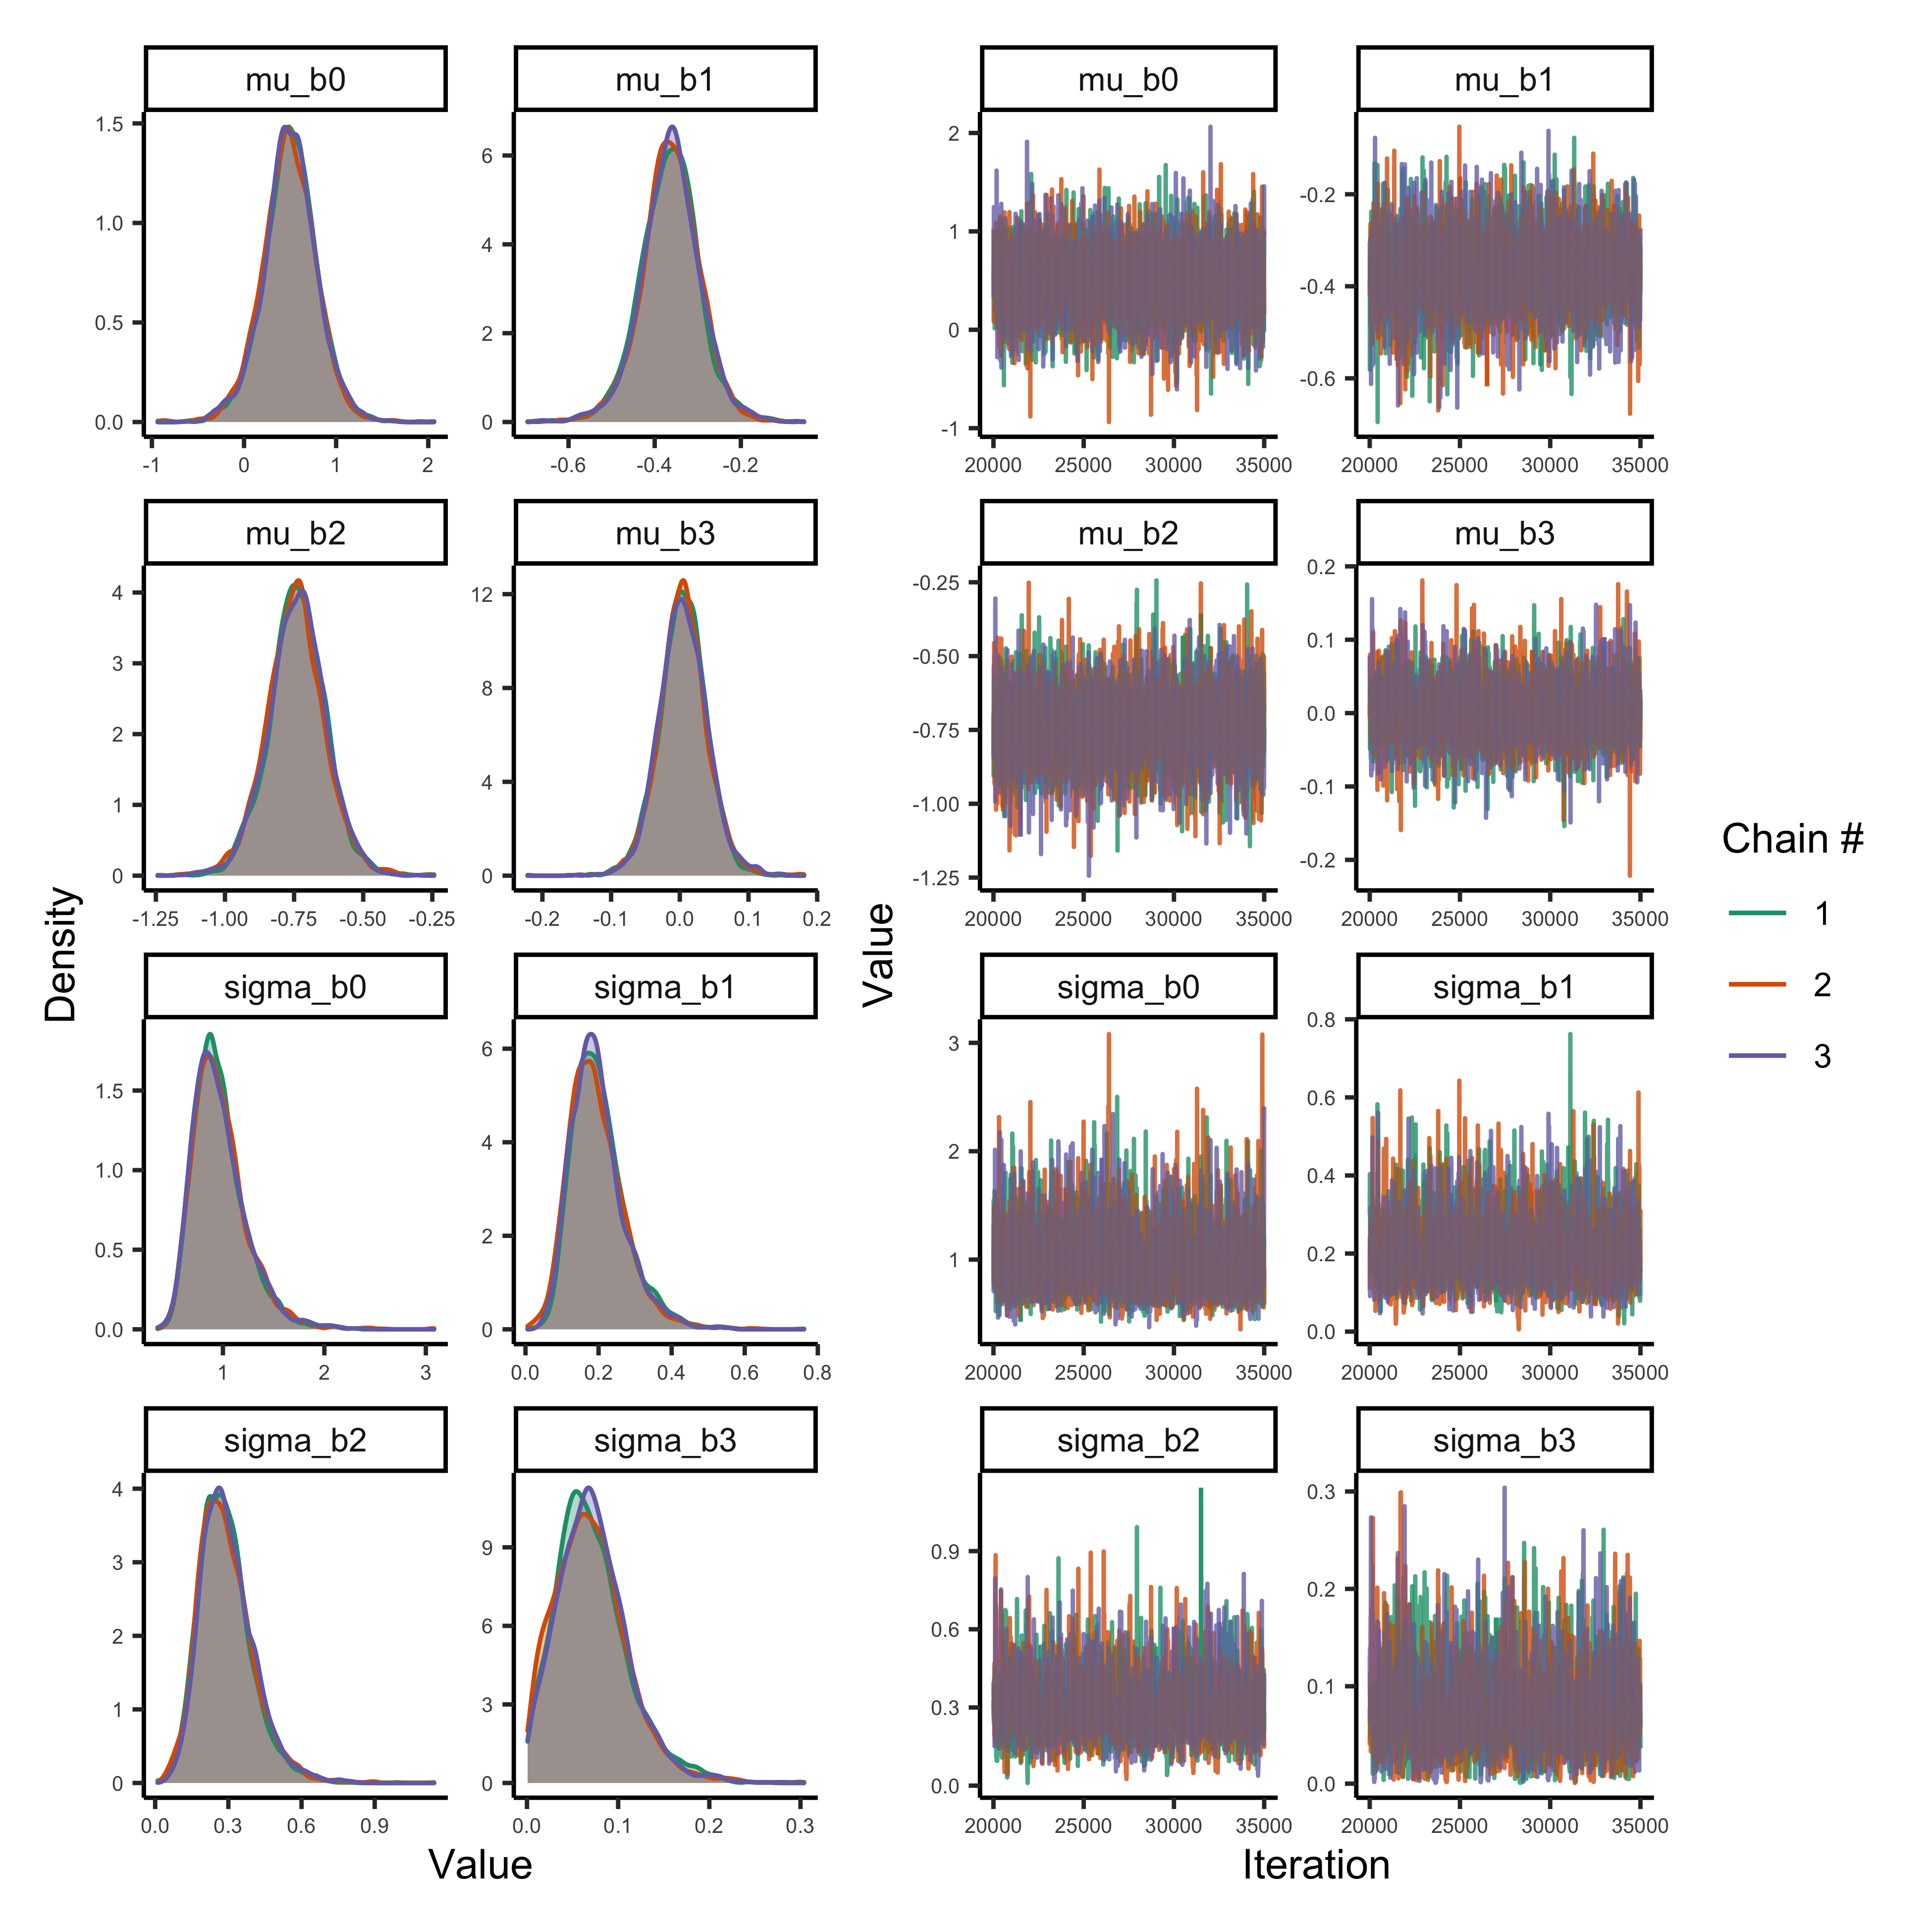 mu_b0 mu_b1 mu_b0 mu_b1
1.5
1.0
0.5
0.0
-1 0 1 2
6
4
2
0
-0.6 -0.4 -0.2
2
1
0
-1
20000 25000 30000 35000
-0.2
-0.4
-0.6
20000 25000 30000 35000
mu_b2 mu_b3 mu_b2 mu_b3
4
3
2
1
0
-1.25 -1.00 -0.75 -0.50 -0.25
12
8
4
0
-0.2 -0.1 0.0 0.1 0.2
-0.25
-0.50
-0.75
-1.00
-1.25
20000 25000 30000 35000
0.2
0.1
0.0
-0.1
-0.2
20000 25000 30000 35000
sigma_b0 sigma_b1 sigma_b0 sigma_b1
1.5
1.0
0.5
0.0
1 2 3
6
4
2
0
0.0 0.2 0.4 0.6 0.8
3
2
1
20000 25000 30000 35000
0.8
0.6
0.4
0.2
0.0
20000 25000 30000 35000
sigma_b2 sigma_b3 sigma_b2 sigma_b3
4
3
2
1
0
0.0 0.3 0.6 0.9
9
6
3
0
0.0 0.1 0.2 0.3
0.9
0.6
0.3
0.0
20000 25000 30000 35000
0.3
0.2
0.1
0.0
20000 25000 30000 35000
Density
Value
Value
Iteration
Chain #
1
2
3